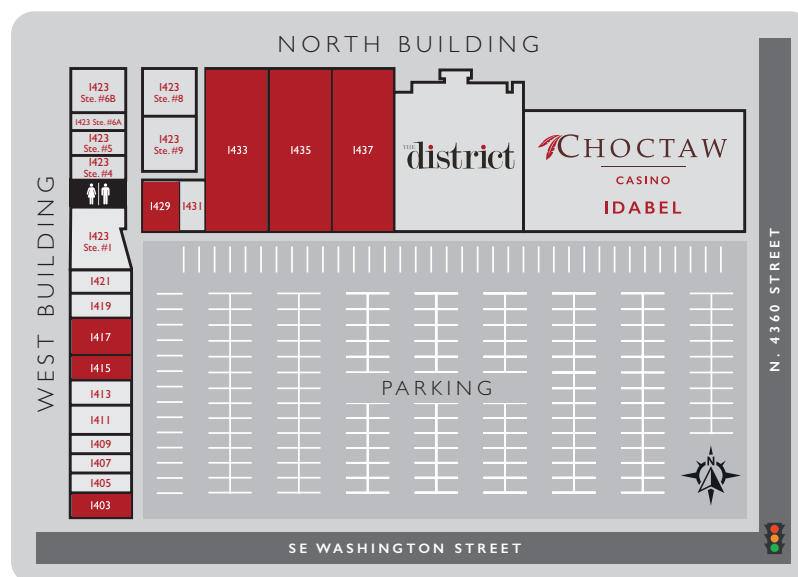 NORTH BUILDING
1423
Ste. #6B
1423 Ste. #6A
1423
Ste. #5
1423
Ste. #4
1423
Ste. #1
1421
1419
1417
1415
1413
1411
1409
1407
1405
1403
WEST BUILDING
1423
Ste. #8
1423
Ste. #9
1429
1431
1433
1435
1437
THE
district
CHOCTAW
CASINO
IDABEL
PARKING
N
N. 4360 STREET
SE WASHINGTON STREET